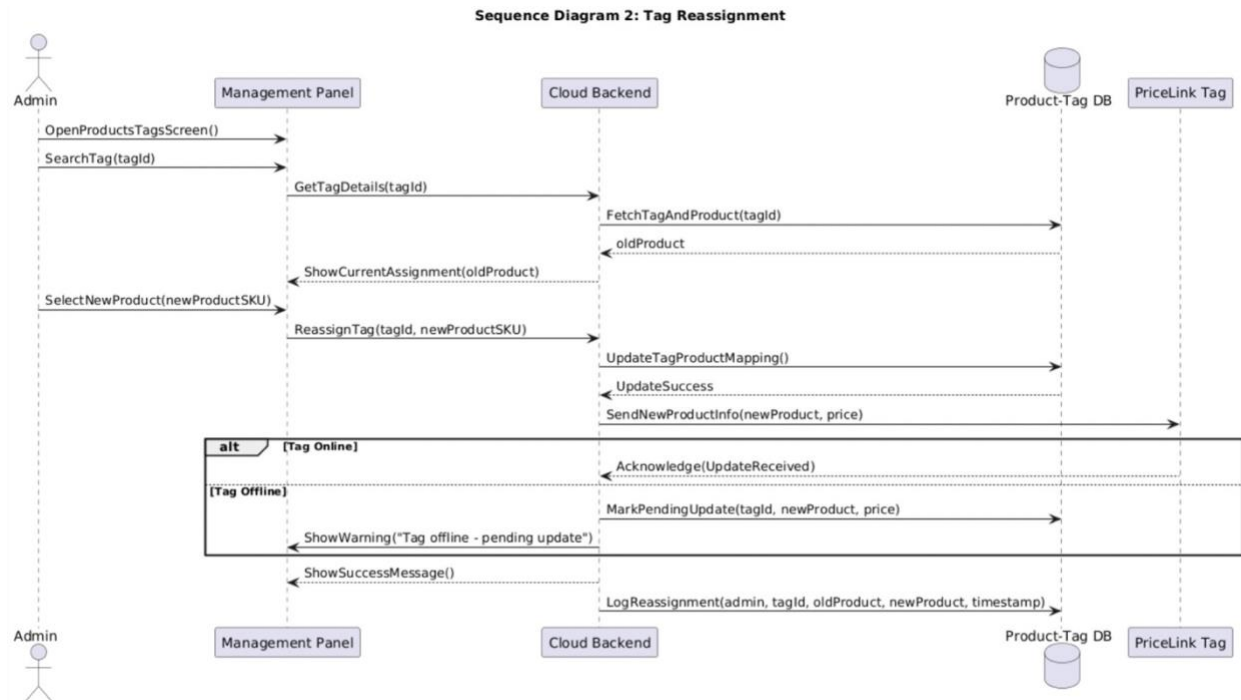 Sequence Diagram 2: Tag Reassignment
Admin
Management Panel
Cloud Backend
Product-Tag DB
PriceLink Tag
OpenProductsTagsScreen()
SearchTag(tagId)
GetTagDetails(tagId)
FetchTagAndProduct(tagId)
oldProduct
ShowCurrentAssignment(oldProduct)
SelectNewProduct(newProductSKU)
ReassignTag(tagId, newProductSKU)
UpdateTagProductMapping()
UpdateSuccess
SendNewProductInfo(newProduct, price)
alt [Tag Online]
Acknowledge(UpdateReceived)
[Tag Offline]
MarkPendingUpdate(tagId, newProduct, price)
ShowWarning("Tag offline - pending update")
ShowSuccessMessage()
LogReassignment(admin, tagId, oldProduct, newProduct, timestamp)
Admin
Management Panel
Cloud Backend
Product-Tag DB
PriceLink Tag